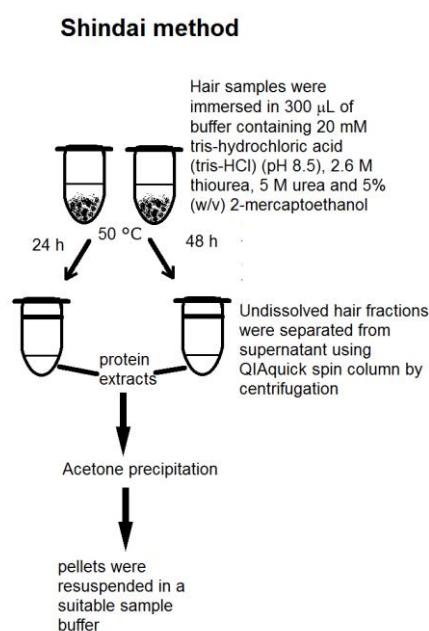 Shindai method
Hair samples were
immersed in 300 µL of
buffer containing 20 mM
tris-hydrochloric acid
(tris-HCl) (pH 8.5), 2.6 M
thiourea, 5 M urea and 5%
(w/v) 2-mercaptoethanol
24 h
50 °C
48 h
Undissolved hair fractions
were separated from
supernatant using
QIAquick spin column by
centrifugation
protein
extracts
Acetone precipitation
pellets were
resuspended in a
suitable sample
buffer